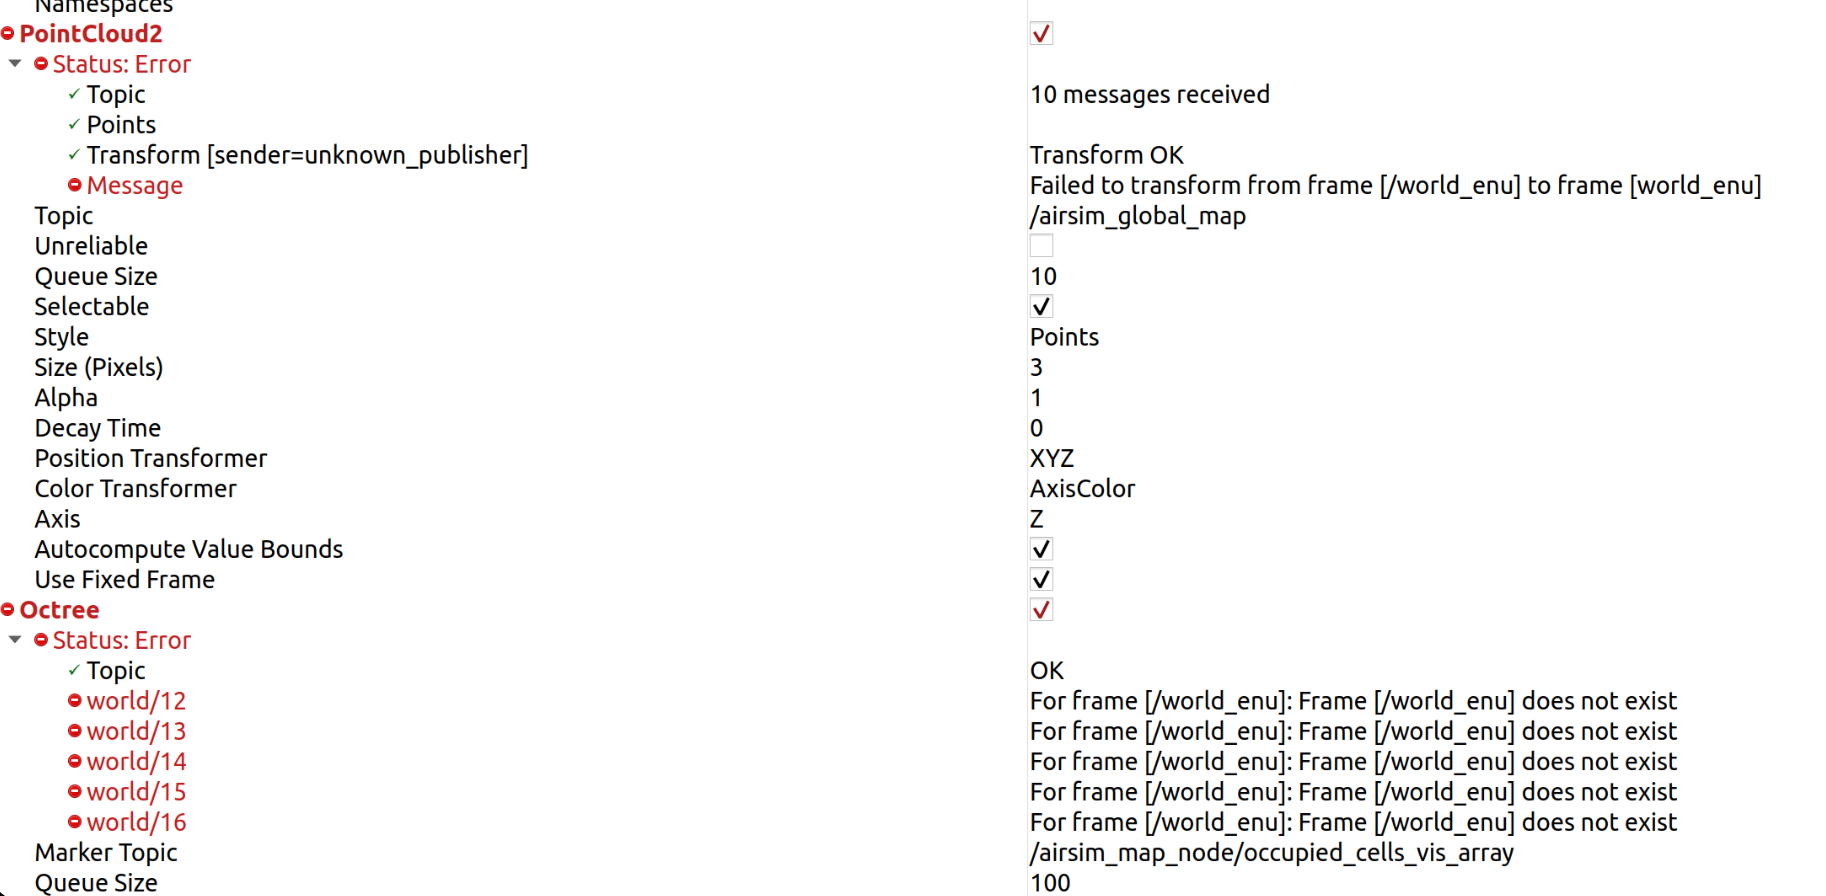 Namespaces
PointCloud2
Status: Error
Topic 10 messages received
Points
Transform [sender=unknown_publisher] Transform OK
Message Failed to transform from frame [/world_enu] to frame [world_enu]
Topic /airsim_global_map
Unreliable
Queue Size 10
Selectable
Style Points
Size (Pixels) 3
Alpha 1
Decay Time 0
Position Transformer XYZ
Color Transformer AxisColor
Axis Z
Autocompute Value Bounds
Use Fixed Frame
Octree
Status: Error
Topic OK
world/12 For frame [/world_enu]: Frame [/world_enu] does not exist
world/13 For frame [/world_enu]: Frame [/world_enu] does not exist
world/14 For frame [/world_enu]: Frame [/world_enu] does not exist
world/15 For frame [/world_enu]: Frame [/world_enu] does not exist
world/16 For frame [/world_enu]: Frame [/world_enu] does not exist
Marker Topic /airsim_map_node/occupied_cells_vis_array
Queue Size 100